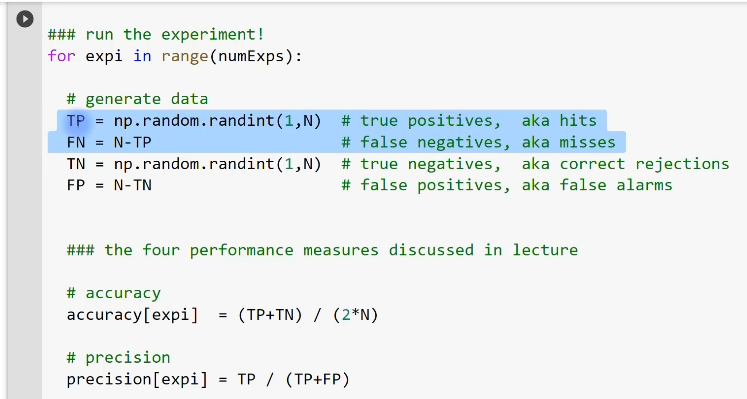 ### run the experiment!
for expi in range(numExps):
# generate data
TP = np.random.randint(1,N)  # true positives,  aka hits
FN = N-TP                    # false negatives, aka misses
TN = np.random.randint(1,N)  # true negatives,  aka correct rejections
FP = N-TN                    # false positives, aka false alarms
### the four performance measures discussed in lecture
# accuracy
accuracy[expi]  = (TP+TN) / (2*N)
# precision
precision[expi] = TP / (TP+FP)